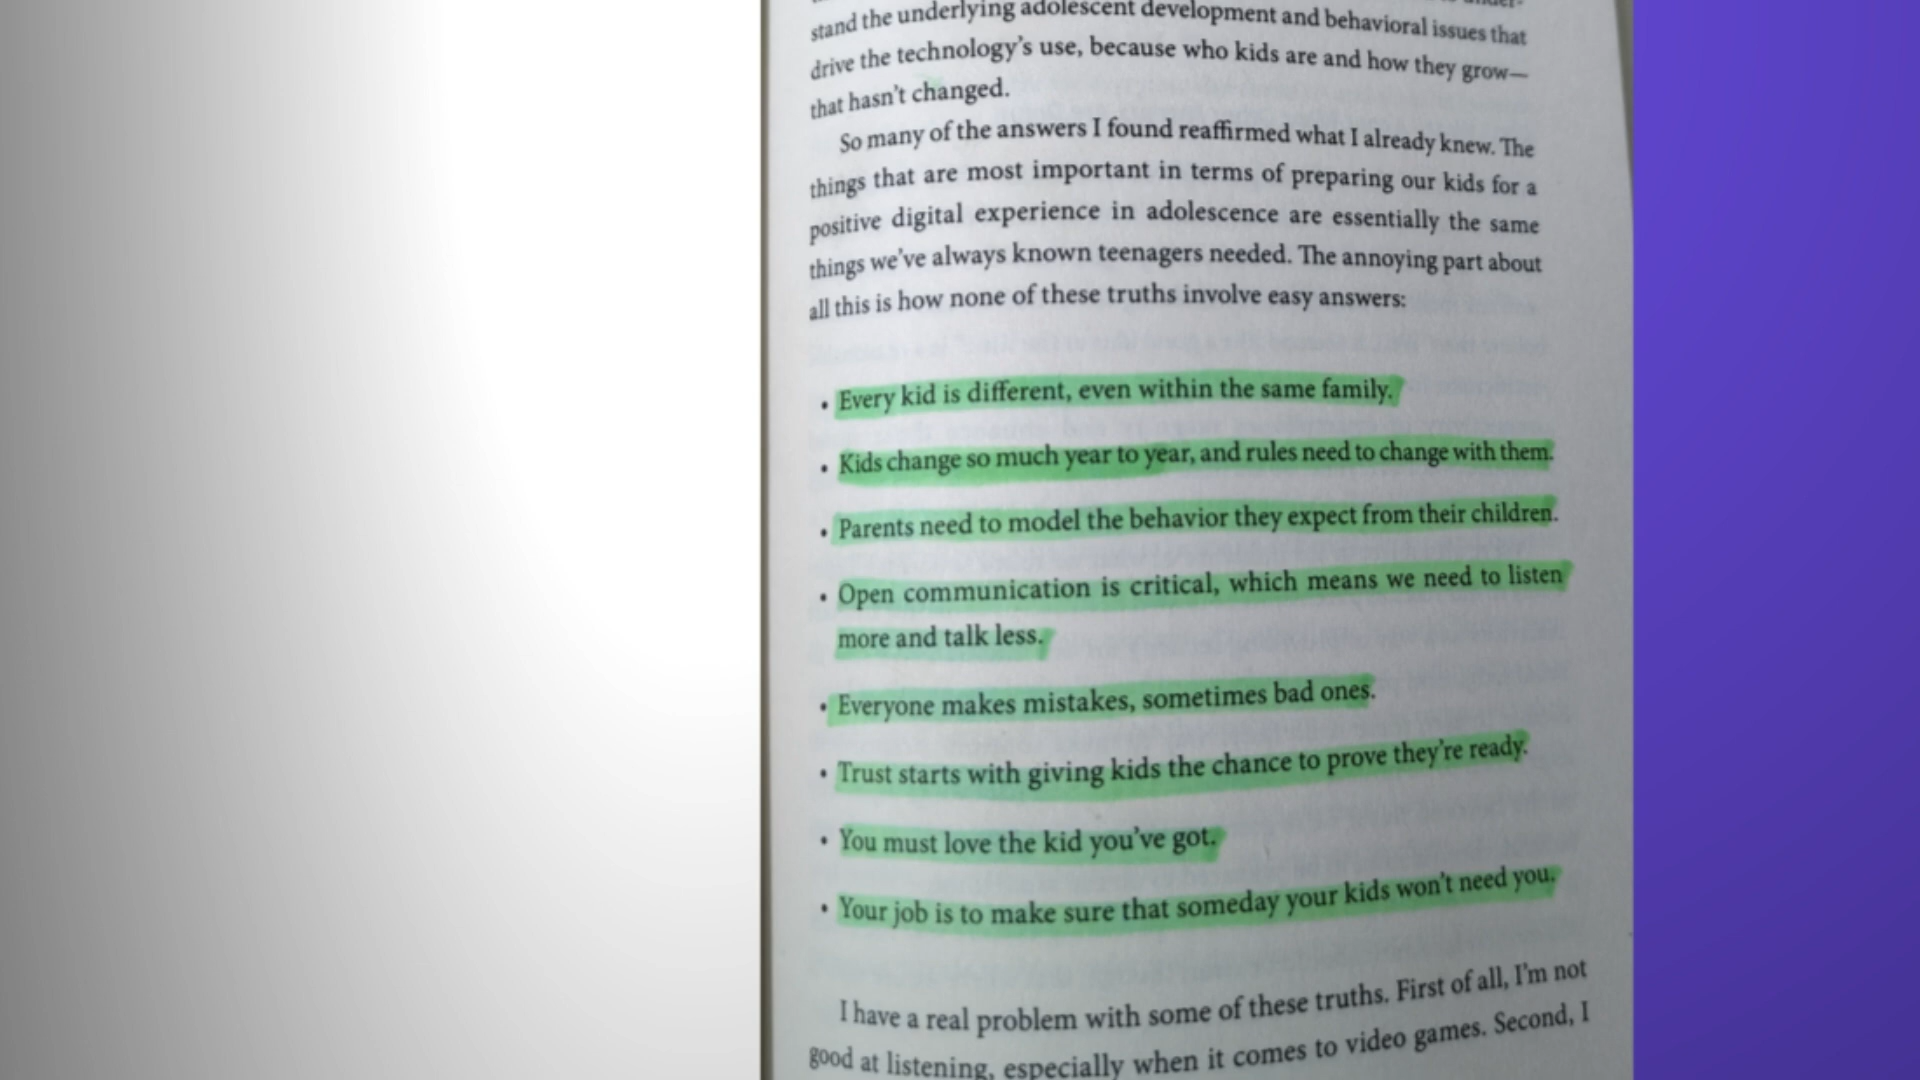 stand the underlying adolescent development and behavioral issues that
drive the technology's use, because who kids are and how they grow—
that hasn't changed.
So many of the answers I found reaffirmed what I already knew. The
things that are most important in terms of preparing our kids for a
positive digital experience in adolescence are essentially the same
things we've always known teenagers needed. The annoying part about
all this is how none of these truths involve easy answers:
• Every kid is different, even within the same family.
• Kids change so much year to year, and rules need to change with them.
• Parents need to model the behavior they expect from their children.
• Open communication is critical, which means we need to listen
more and talk less.
• Everyone makes mistakes, sometimes bad ones.
• Trust starts with giving kids the chance to prove they're ready.
• You must love the kid you've got.
• Your job is to make sure that someday your kids won't need you.
I have a real problem with some of these truths. First of all, I'm not
good at listening, especially when it comes to video games. Second, I